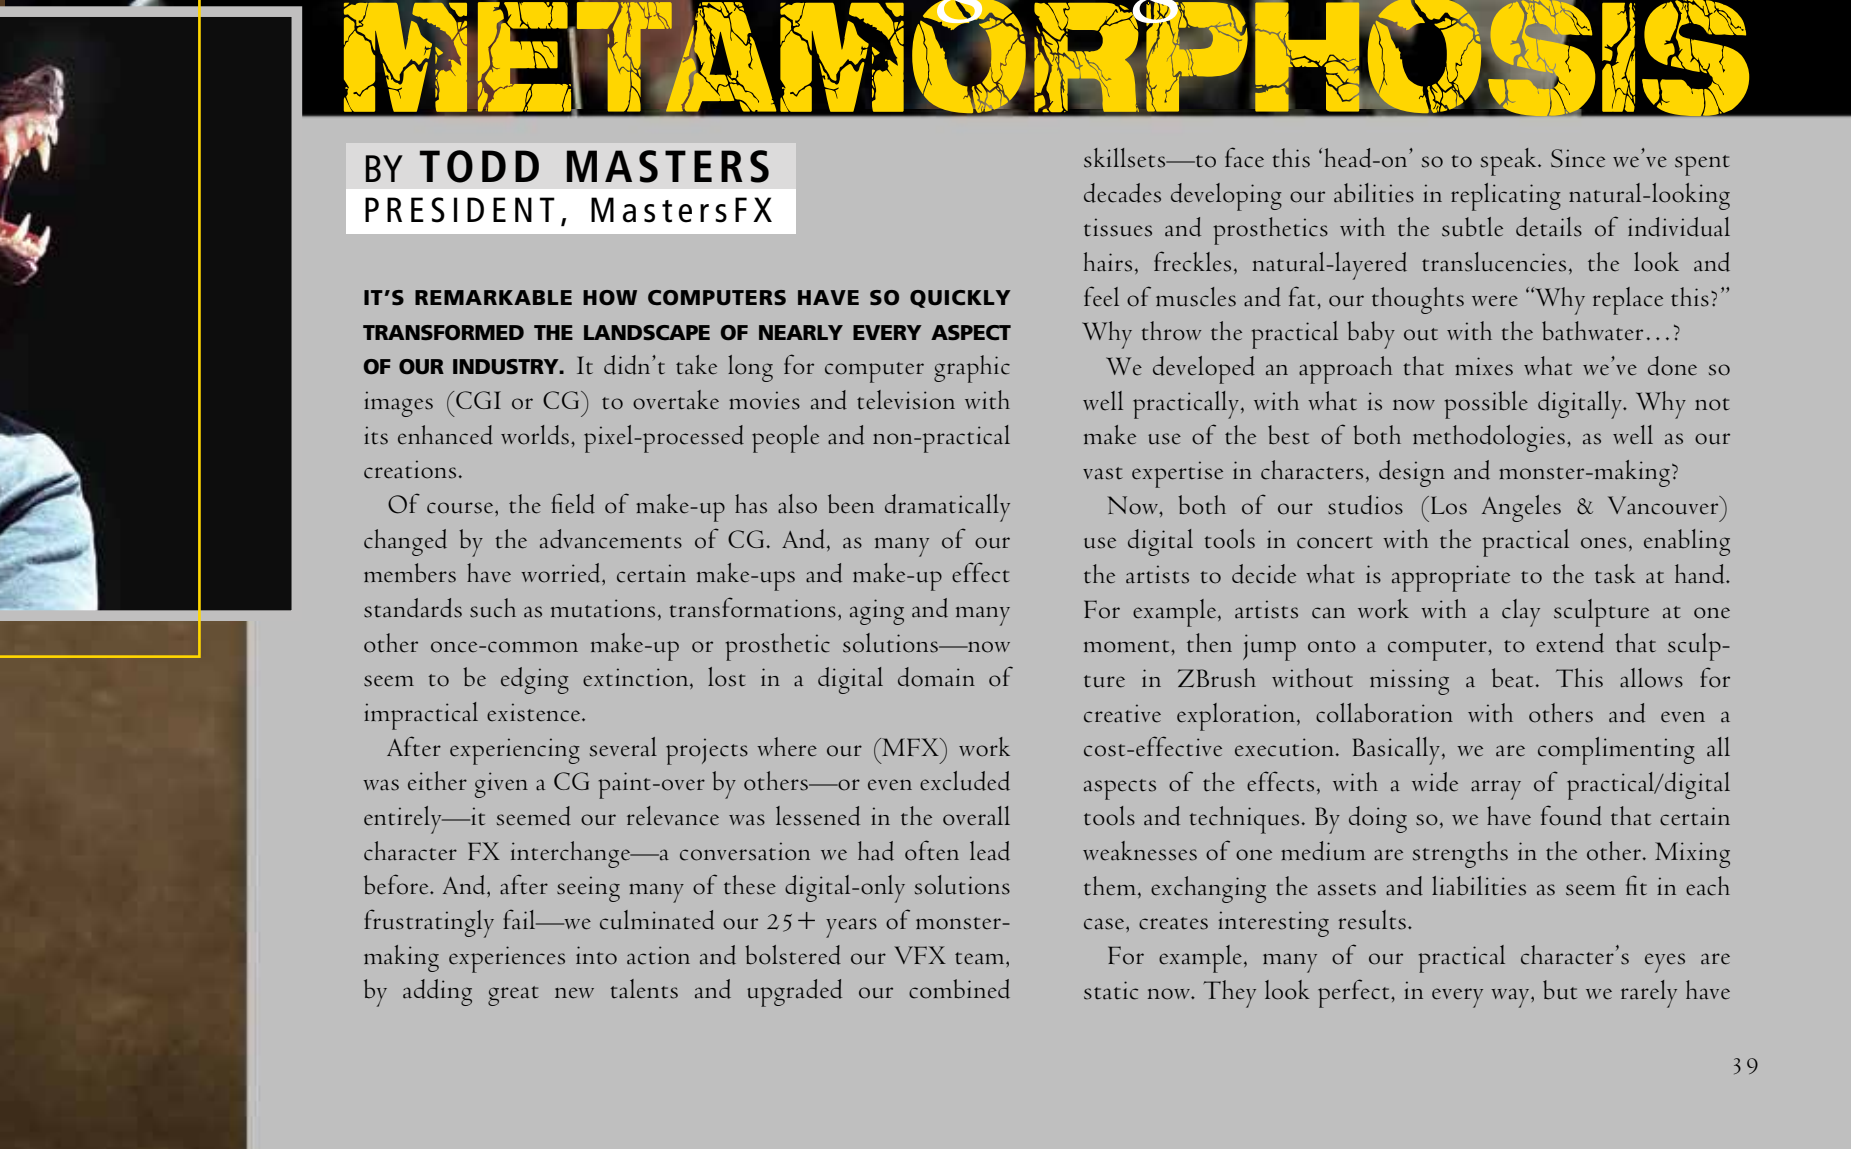 METAMORPHOSIS
BY TODD MASTERS
PRESIDENT, MastersFX
IT’S REMARKABLE HOW COMPUTERS HAVE SO QUICKLY
TRANSFORMED THE LANDSCAPE OF NEARLY EVERY ASPECT
OF OUR INDUSTRY. It didn’t take long for computer graphic
images (CGI or CG) to overtake movies and television with
its enhanced worlds, pixel-processed people and non-practical
creations.
Of course, the field of make-up has also been dramatically
changed by the advancements of CG. And, as many of our
members have worried, certain make-ups and make-up effect
standards such as mutations, transformations, aging and many
other once-common make-up or prosthetic solutions—now
seem to be edging extinction, lost in a digital domain of
impractical existence.
After experiencing several projects where our (MFX) work
was either given a CG paint-over by others—or even excluded
entirely—it seemed our relevance was lessened in the overall
character FX interchange—a conversation we had often lead
before. And, after seeing many of these digital-only solutions
frustratingly fail—we culminated our 25+ years of monster-
making experiences into action and bolstered our VFX team,
by adding great new talents and upgraded our combined
skillsets—to face this ‘head-on’ so to speak. Since we’ve spent
decades developing our abilities in replicating natural-looking
tissues and prosthetics with the subtle details of individual
hairs, freckles, natural-layered translucencies, the look and
feel of muscles and fat, our thoughts were “Why replace this?”
Why throw the practical baby out with the bathwater…?
We developed an approach that mixes what we’ve done so
well practically, with what is now possible digitally. Why not
make use of the best of both methodologies, as well as our
vast expertise in characters, design and monster-making?
Now, both of our studios (Los Angeles & Vancouver)
use digital tools in concert with the practical ones, enabling
the artists to decide what is appropriate to the task at hand.
For example, artists can work with a clay sculpture at one
moment, then jump onto a computer, to extend that sculp-
ture in ZBrush without missing a beat. This allows for
creative exploration, collaboration with others and even a
cost-effective execution. Basically, we are complimenting all
aspects of the effects, with a wide array of practical/digital
tools and techniques. By doing so, we have found that certain
weaknesses of one medium are strengths in the other. Mixing
them, exchanging the assets and liabilities as seem fit in each
case, creates interesting results.
For example, many of our practical character’s eyes are
static now. They look perfect, in every way, but we rarely have
39